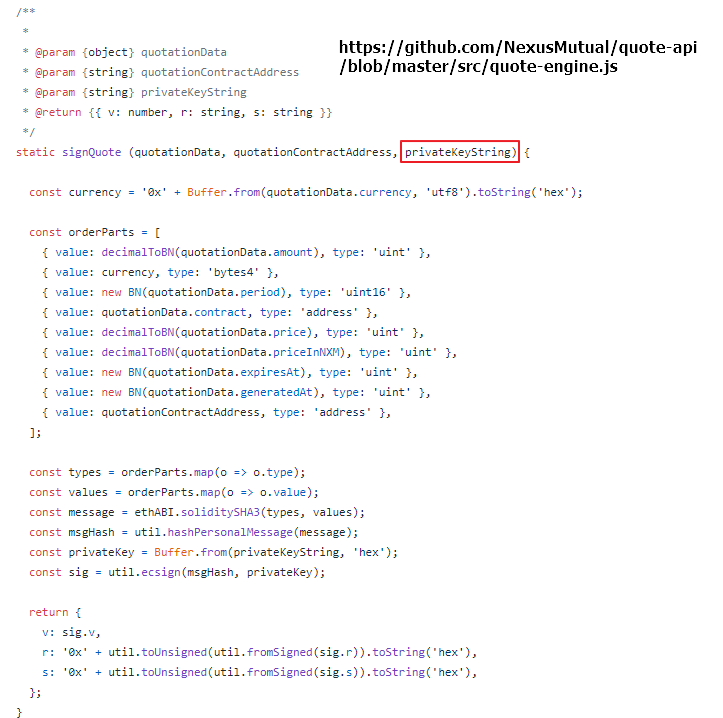 /**
 *
 * @param {object} quotationData
 * @param {string} quotationContractAddress
 * @param {string} privateKeyString
 * @return {{ v: number, r: string, s: string }}
 */
https://github.com/NexusMutual/quote-api
/blob/master/src/quote-engine.js
static signQuote (quotationData, quotationContractAddress, privateKeyString) {
  const currency = '0x' + Buffer.from(quotationData.currency, 'utf8').toString('hex');
  const orderParts = [
    { value: decimalToBN(quotationData.amount), type: 'uint' },
    { value: currency, type: 'bytes4' },
    { value: new BN(quotationData.period), type: 'uint16' },
    { value: quotationData.contract, type: 'address' },
    { value: decimalToBN(quotationData.price), type: 'uint' },
    { value: decimalToBN(quotationData.priceInNXM), type: 'uint' },
    { value: new BN(quotationData.expiresAt), type: 'uint' },
    { value: new BN(quotationData.generatedAt), type: 'uint' },
    { value: quotationContractAddress, type: 'address' },
  ];
  const types = orderParts.map(o => o.type);
  const values = orderParts.map(o => o.value);
  const message = ethABI.soliditySHA3(types, values);
  const msgHash = util.hashPersonalMessage(message);
  const privateKey = Buffer.from(privateKeyString, 'hex');
  const sig = util.ecsign(msgHash, privateKey);
  return {
    v: sig.v,
    r: '0x' + util.toUnsigned(util.fromSigned(sig.r)).toString('hex'),
    s: '0x' + util.toUnsigned(util.fromSigned(sig.s)).toString('hex'),
  };
}